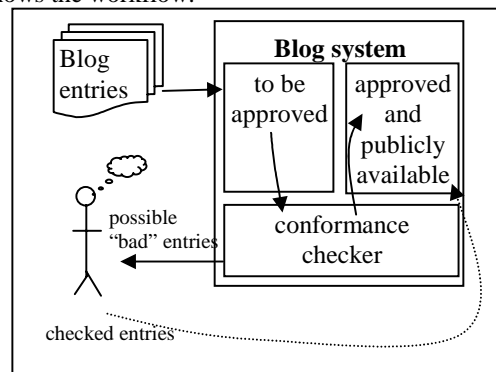 shows the workflow.
Blog
entries
Blog system
to be
approved
approved
and
publicly
available
conformance
checker
possible
“bad” entries
checked entries